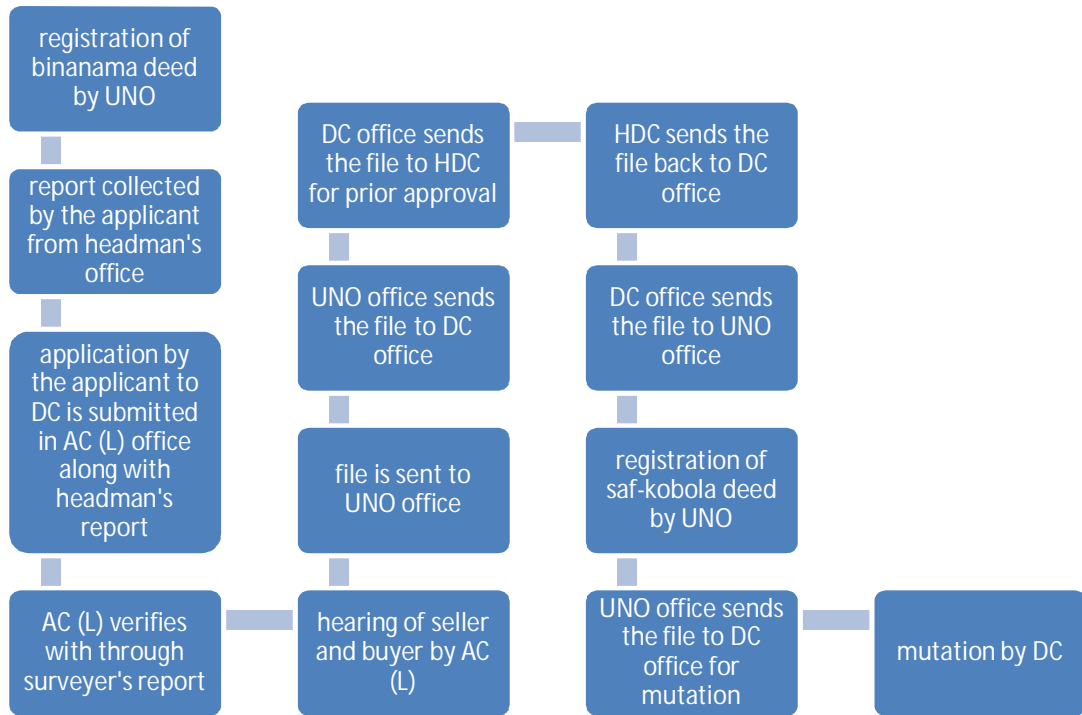 registration of
binanama deed
by UNO
report collected
by the applicant
from headman's
office
application by
the applicant to
DC is submitted
in AC (L) office
along with
headman's
report
AC (L) verifies
with through
surveyer's report
hearing of seller
and buyer by AC
(L)
file is sent to
UNO office
UNO office sends
the file to DC
office
DC office sends
the file to HDC
for prior approval
HDC sends the
file back to DC
office
DC office sends
the file to UNO
office
registration of
saf-kobola deed
by UNO
UNO office sends
the file to DC
office for
mutation
mutation by DC